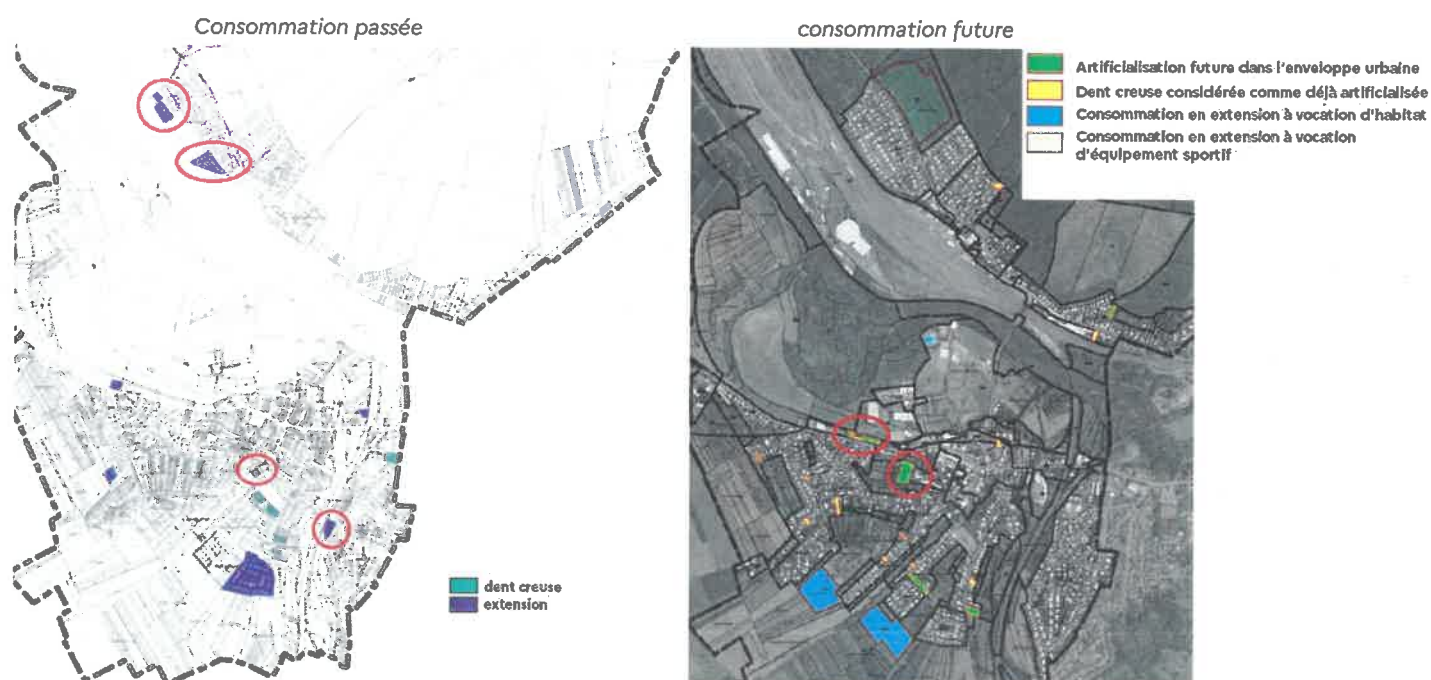 Consommation passée
consommation future
Artificialisation future dans l'enveloppe urbaine
Dent creuse considérée comme déjà artificialisée
Consommation en extension à vocation d'habitat
Consommation en extension à vocation
d'équipement sportif
dent creuse
extension